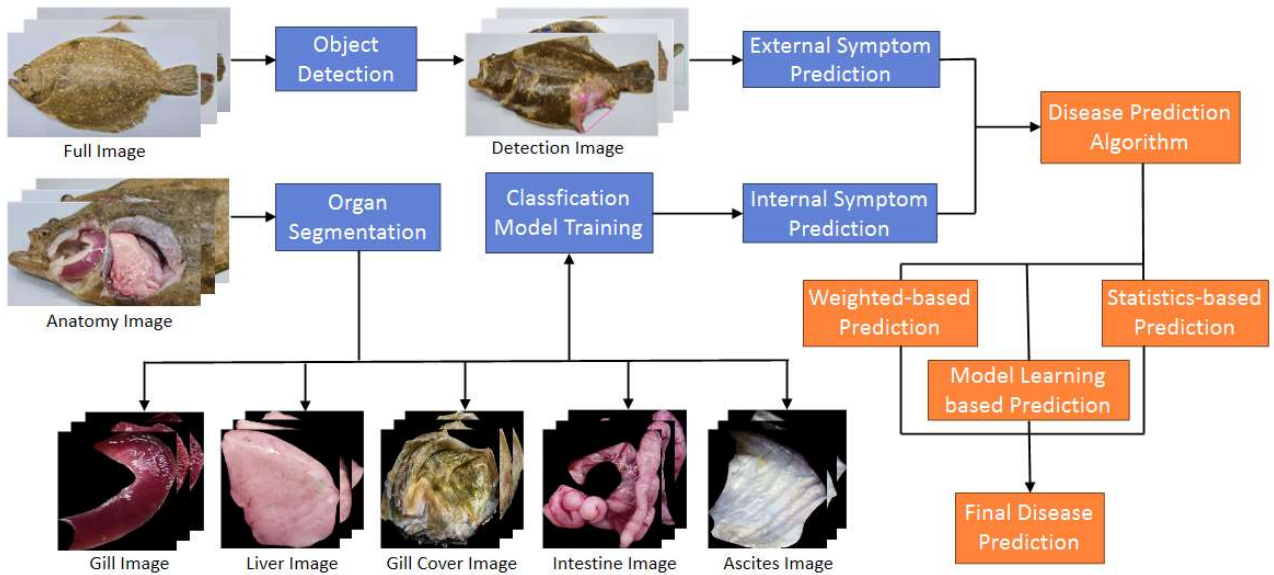 Full Image
Object
Detection
Detection Image
External Symptom
Prediction
Disease Prediction
Algorithm
Anatomy Image
Organ
Segmentation
Classfication
Model Training
Internal Symptom
Prediction
Weighted-based
Prediction
Statistics-based
Prediction
Model Learning
based Prediction
Gill Image
Liver Image
Gill Cover Image
Intestine Image
Ascites Image
Final Disease
Prediction